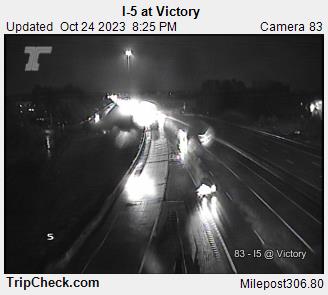 I-5 at Victory
Updated Oct 24 2023 8:25 PM Camera 83
T
S
83 - I5 @ Victory
TripCheck.com Milepost306.80